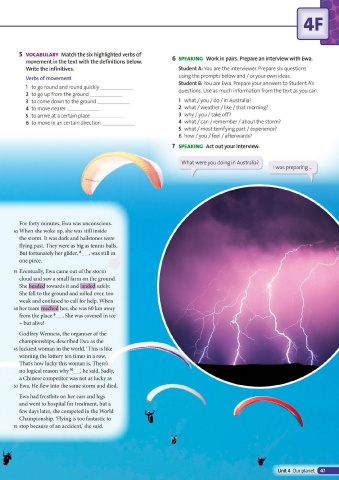 4F
5 VOCABULARY Match the six highlighted verbs of
movement in the text with the definitions below.
Write the infinitives.
Verbs of movement
1 to go round and round quickly
2 to go up from the ground
3 to come down to the ground
4 to move nearer
5 to arrive at a certain place
6 to move in a certain direction
6 SPEAKING Work in pairs. Prepare an interview with Ewa.
Student A: You are the interviewer. Prepare six questions
using the prompts below and / or your own ideas.
Student B: You are Ewa. Prepare your answers to Student A's
questions. Use as much information from the text as you can.
1 what / you / do / in Australia?
2 what / weather / like / that morning?
3 why / you / take off?
4 what / can / remember / about the storm?
5 what / most terrifying part / experience?
6 how / you / feel / afterwards?
7 SPEAKING Act out your interview.
What were you doing in Australia?
I was preparing ...
For forty minutes, Ewa was unconscious.
When she woke up, she was still inside
the storm. It was dark and hailstones were
flying past. They were as big as tennis balls.
But fortunately her glider, , was still in
one piece.
Eventually, Ewa came out of the storm
cloud and saw a small farm on the ground.
She headed towards it and landed safely.
She fell to the ground and rolled over, too
weak and confused to call for help. When
her team reached her, she was 60 km away
from the place . She was covered in ice
– but alive!
Godfrey Wenness, the organiser of the
championships, described Ewa as the
luckiest woman in the world. 'This is like
winning the lottery ten times in a row.
That's how lucky this woman is. There's
no logical reason why 10 ,' he said. Sadly,
a Chinese competitor was not as lucky as
Ewa. He flew into the same storm and died.
Ewa had frostbite on her ears and legs
and went to hospital for treatment, but a
few days later, she competed in the World
Championship. 'Flying is too fantastic to
stop because of an accident,' she said.
Unit 4 Our planet 47